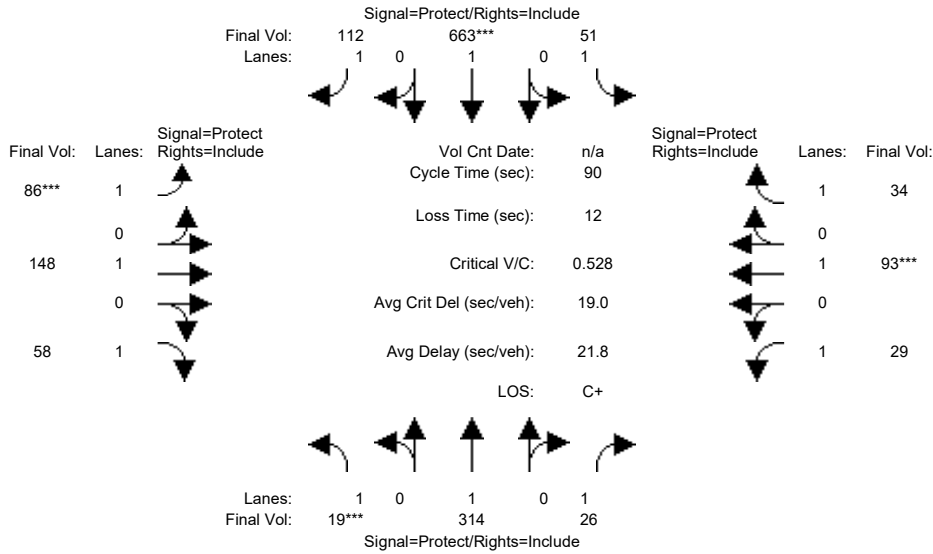 Signal=Protect/Rights=Include
Final Vol: 112 663*** 51
Lanes: 1 0 1 0 1
Signal=Protect
Final Vol: Lanes: Rights=Include
Vol Cnt Date: n/a
Signal=Protect
Rights=Include Lanes: Final Vol:
Cycle Time (sec): 90
86*** 1
1 34
Loss Time (sec): 12
0
0
148 1
Critical V/C: 0.528
1 93***
0
Avg Crit Del (sec/veh): 19.0
0
58 1
Avg Delay (sec/veh): 21.8
1 29
LOS: C+
Lanes: 1 0 1 0 1
Final Vol: 19*** 314 26
Signal=Protect/Rights=Include